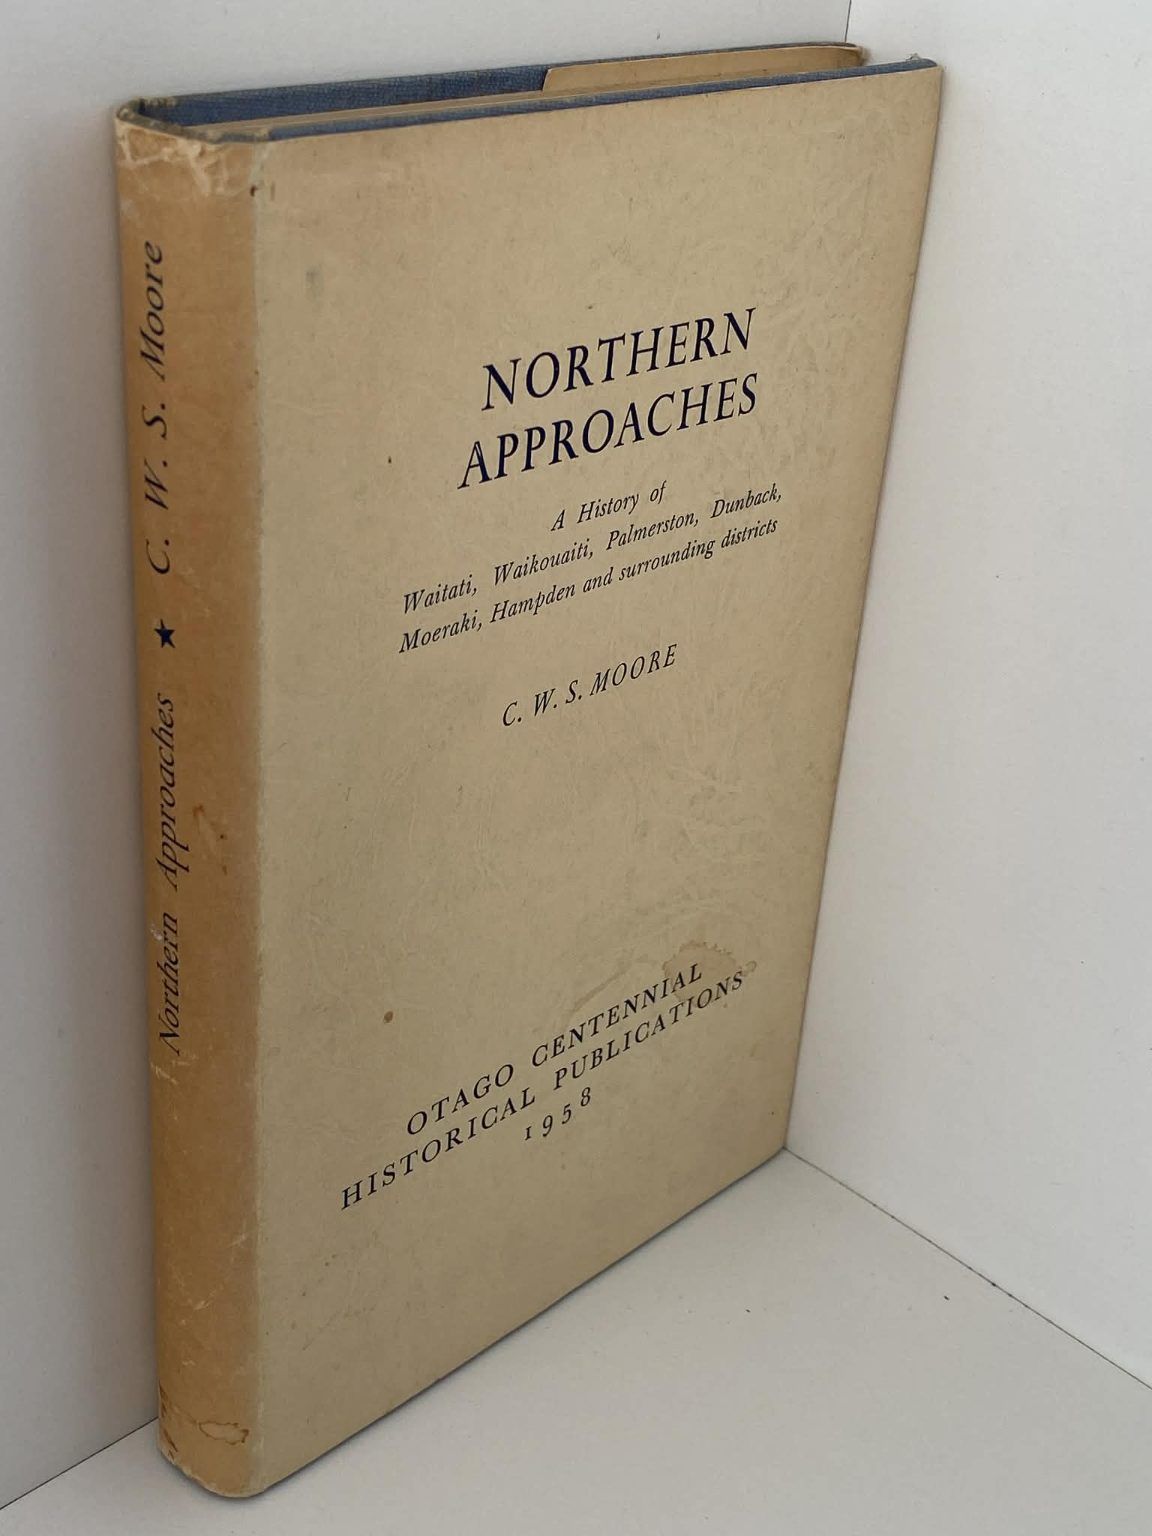 Northern Approaches ★ C. W. S. Moore
NORTHERN
APPROACHES
A History of
Waitati, Waikouaiti, Palmerston, Dunback,
Moeraki, Hampden and surrounding districts
C. W. S. MOORE
OTAGO CENTENNIAL
HISTORICAL PUBLICATIONS
1958